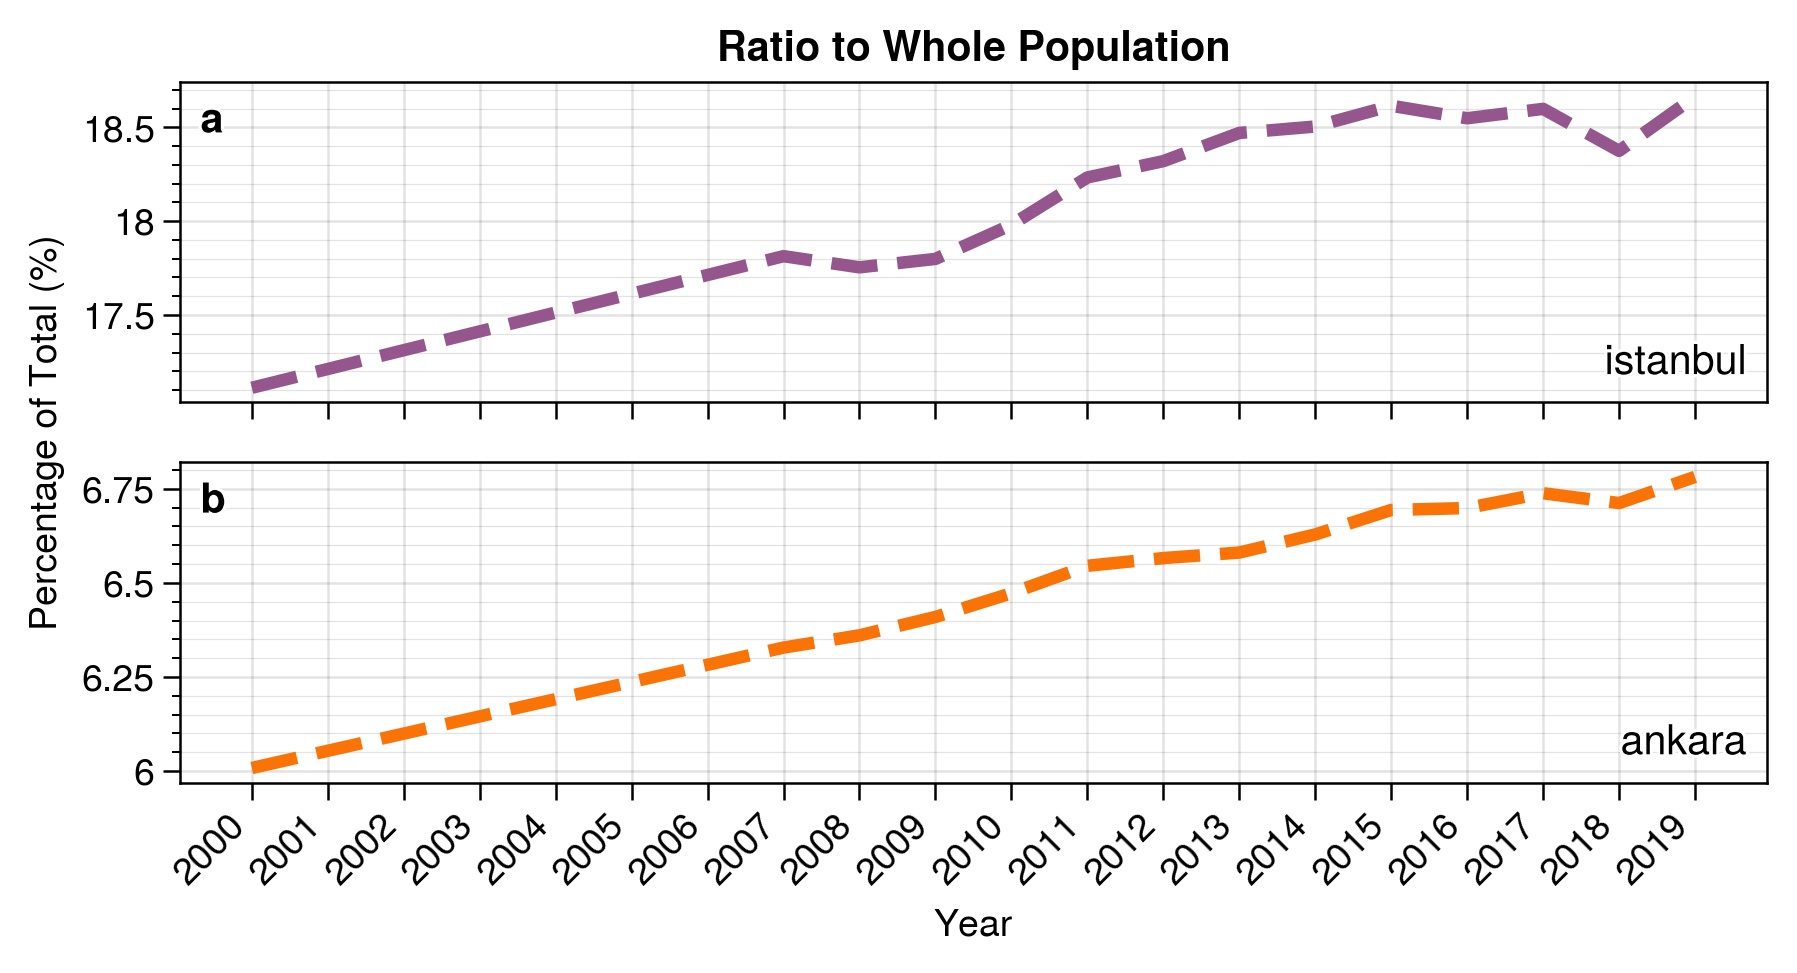 Ratio to Whole Population
a
18.5
18
17.5
istanbul
Percentage of Total (%)
b
6.75
6.5
6.25
6
ankara
2000 2001 2002 2003 2004 2005 2006 2007 2008 2009 2010 2011 2012 2013 2014 2015 2016 2017 2018 2019
Year